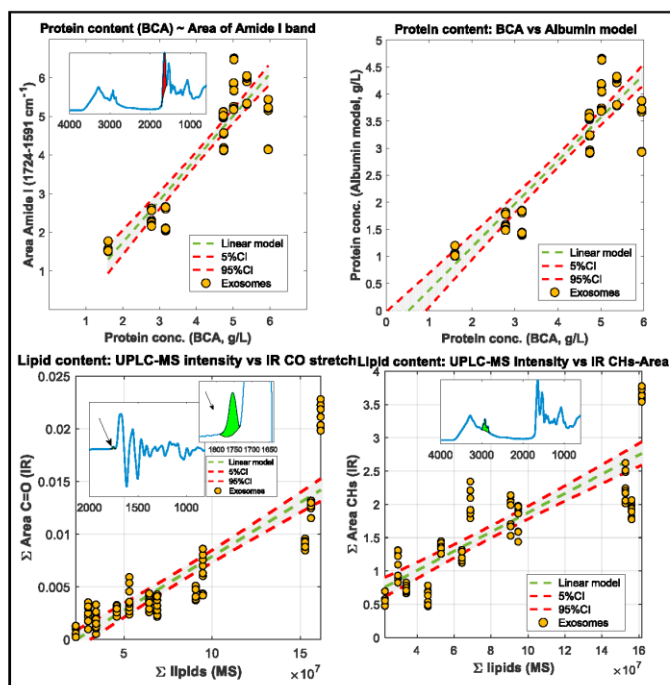 Protein content (BCA) ~ Area of Amide I band
Area Amide I (1724-1591 cm⁻¹)
6
5
4
3
2
1
4000 3000 2000 1000
Linear model
5%CI
95%CI
Exosomes
1 2 3 4 5 6
Protein conc. (BCA, g/L)
Protein content: BCA vs Albumin model
Protein conc. (Albumin model, g/L)
5
4.5
4
3.5
3
2.5
2
1.5
1
0.5
0
Linear model
5%CI
95%CI
Exosomes
0 1 2 3 4 5 6
Protein conc. (BCA, g/L)
Lipid content: UPLC-MS intensity vs IR CO stretch
Σ Area C=O (IR)
0.025
0.02
0.015
0.01
0.005
0
2000 1500 1000
1800 1750 1700 1650
Linear model
5%CI
95%CI
Exosomes
5 10 15
Σ lipids (MS) ×10⁷
Lipid content: UPLC-MS Intensity vs IR CHs-Area
Σ Area CHs (IR)
4
3.5
3
2.5
2
1.5
1
0.5
0
4000 3000 2000 1000
Linear model
5%CI
95%CI
Exosomes
4 6 8 10 12 14 16
Σ lipids (MS) ×10⁷